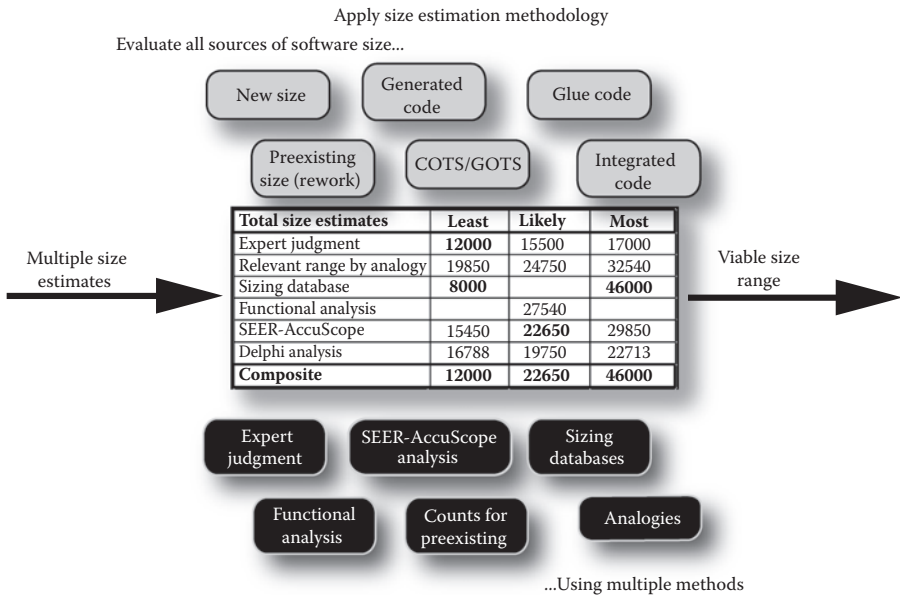 Apply size estimation methodology
Evaluate all sources of software size...
New size
Generated
code
Glue code
Preexisting
size (rework)
COTS/GOTS
Integrated
code
Multiple size
estimates
Total size estimates Least Likely Most
Expert judgment 12000 15500 17000
Relevant range by analogy 19850 24750 32540
Sizing database 8000 46000
Functional analysis 27540
SEER-AccuScope 15450 22650 29850
Delphi analysis 16788 19750 22713
Composite 12000 22650 46000
Viable size
range
Expert
judgment
SEER-AccuScope
analysis
Sizing
databases
Functional
analysis
Counts for
preexisting
Analogies
...Using multiple methods